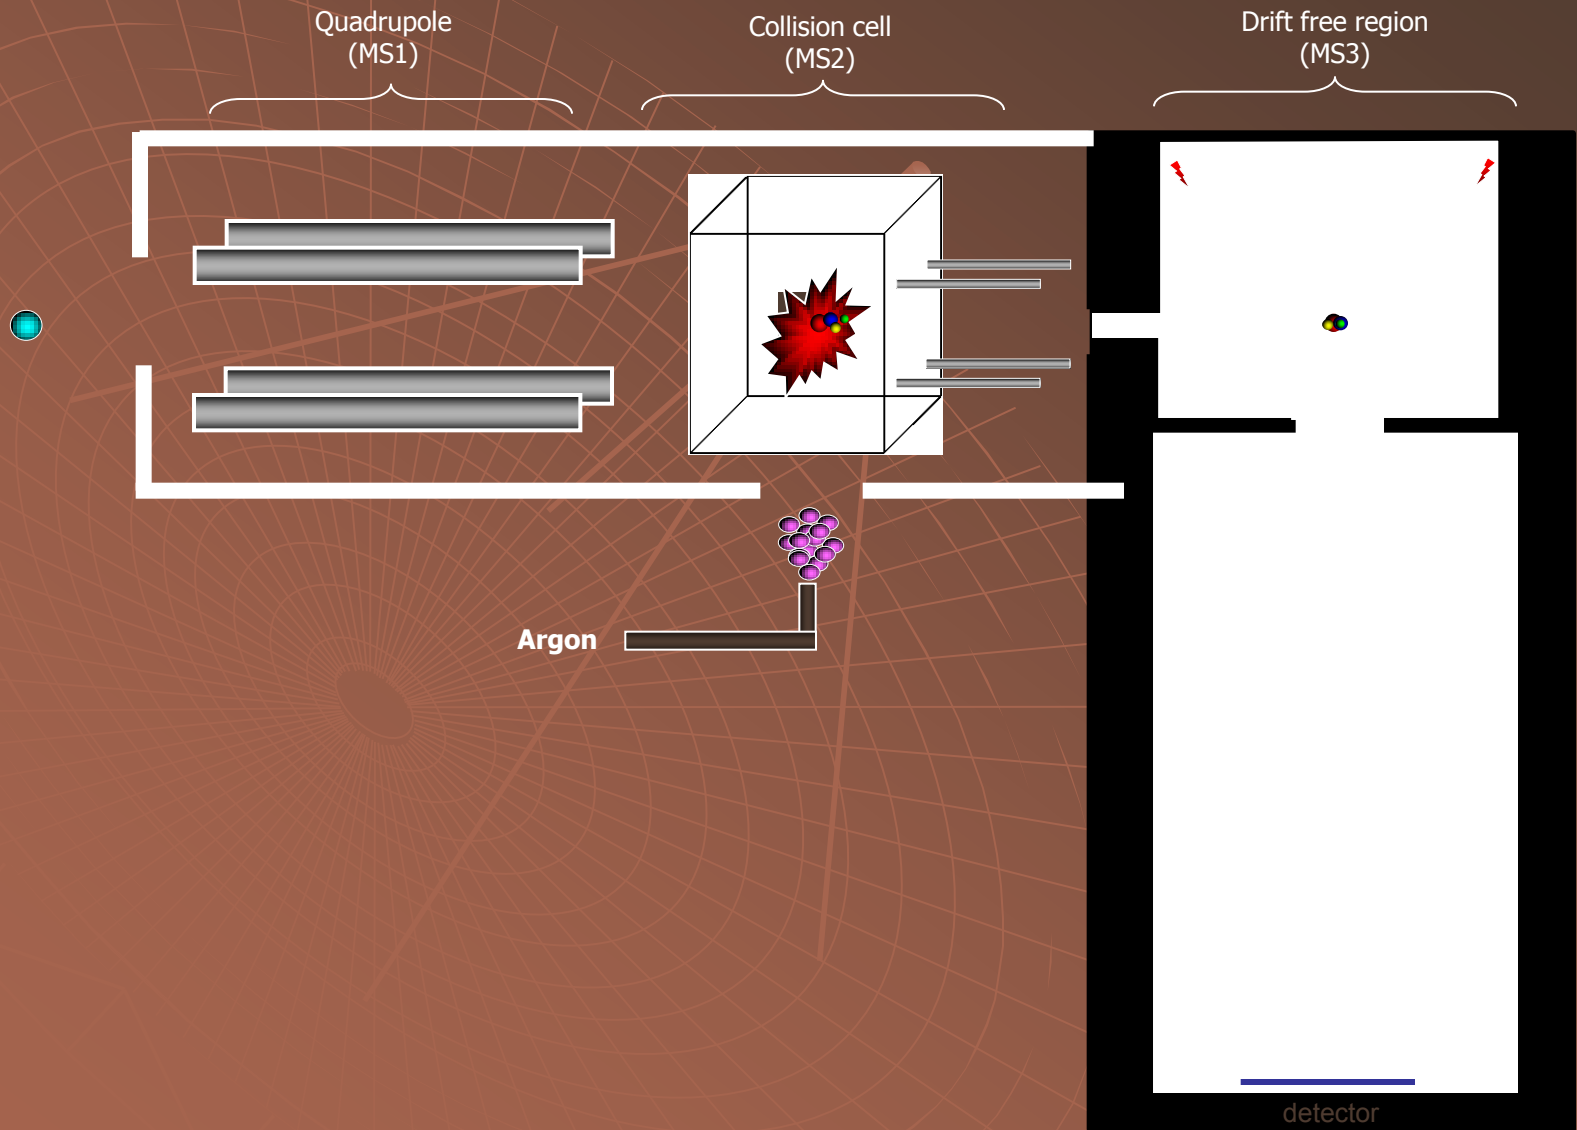 Quadrupole
(MS1)
Collision cell
(MS2)
Drift free region
(MS3)
Argon
detector